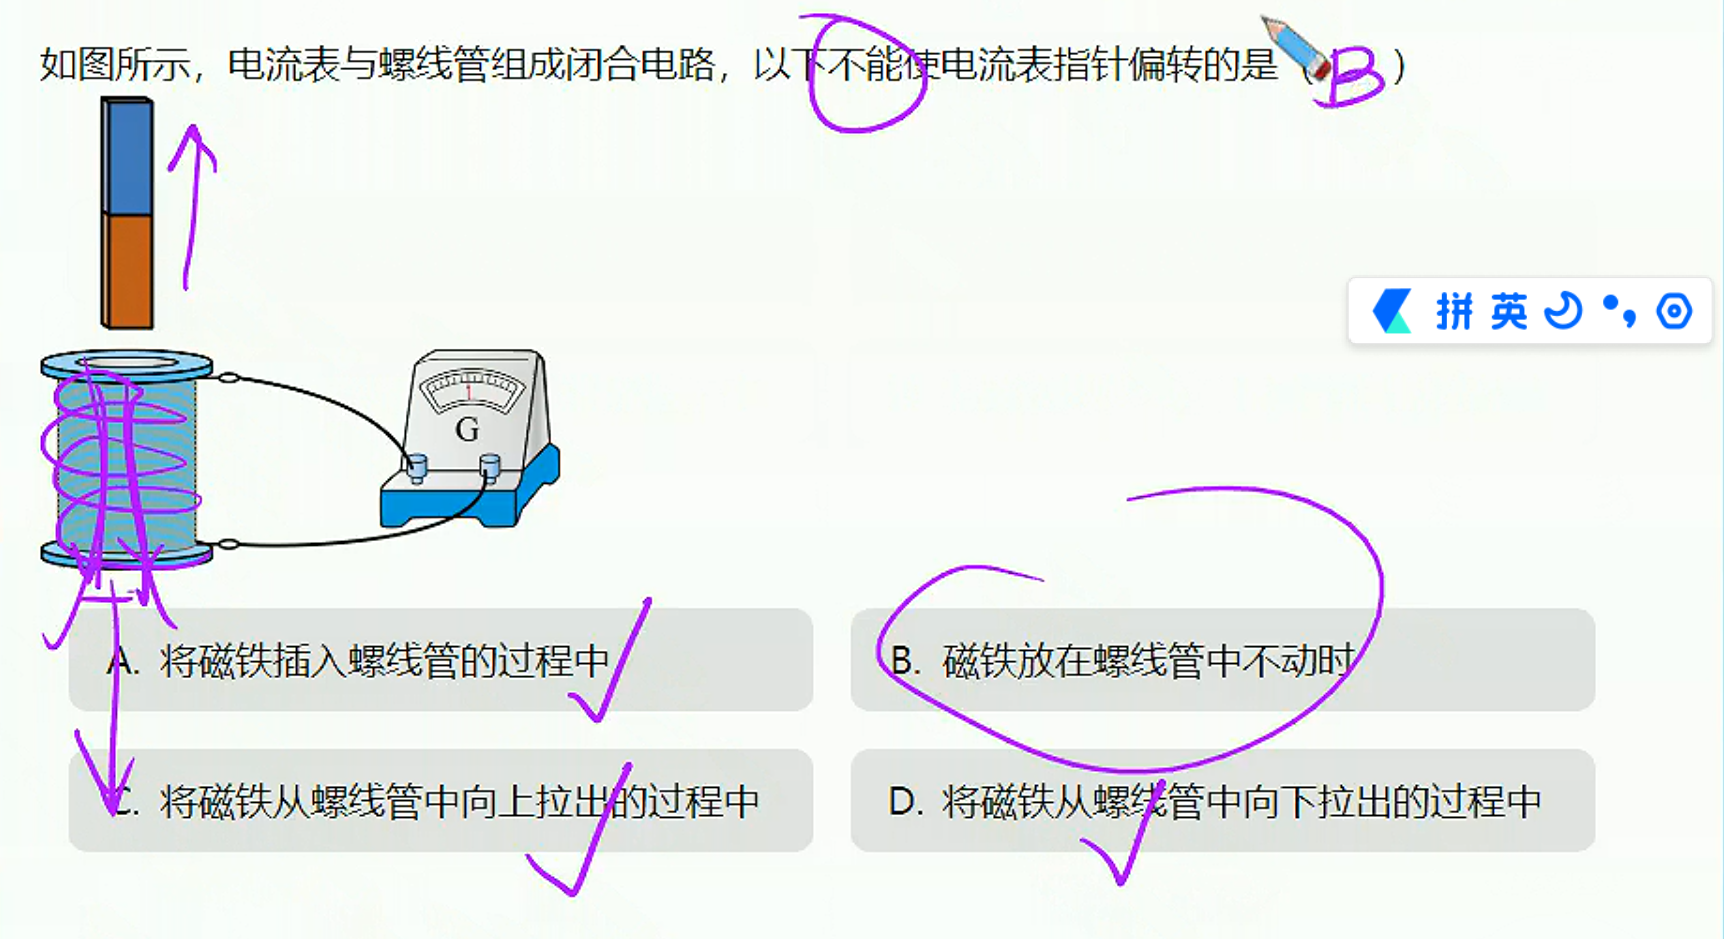 如图所示，电流表与螺线管组成闭合电路，以下不能使电流表指针偏转的是（B）
拼 英
G
A. 将磁铁插入螺线管的过程中
B. 磁铁放在螺线管中不动时
C. 将磁铁从螺线管中向上拉出的过程中
D. 将磁铁从螺线管中向下拉出的过程中